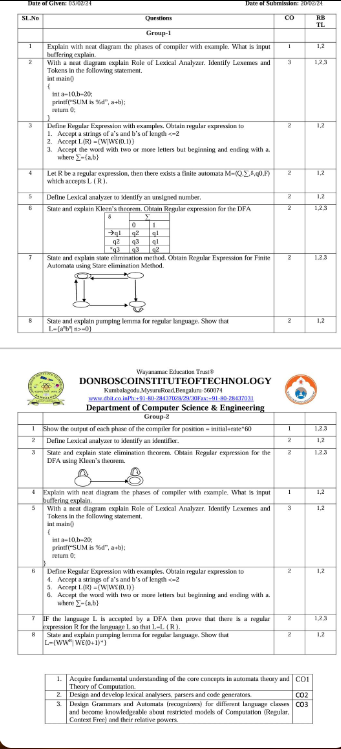 Date of Given: 05/02/24 Date of Submission: 20/02/24
Sl.No Questions CO RB TL
Group-1
1 Explain with neat diagram the phases of compiler with example. What is input 1 1,2
buffering explain.
2 With a neat diagram explain Role of Lexical Analyzer. Identify Lexemes and 3 1,2,3
Tokens in the following statement.
int main()
{
int a=10,b=20;
printf("SUM is %d", a+b);
return 0;
}
3 Define Regular Expression with examples. Obtain regular expression to 2 1,2
1. Accept a strings of a's and b's of length <=2
2. Accept L(R) ={W|WЄ(0,1)}
3. Accept the word with two or more letters but beginning and ending with a.
where ∑={a,b}
4 Let R be a regular expression, then there exists a finite automata M=(Q,∑,δ,q0,F) 2 1,2
which accepts L ( R ).
5 Define Lexical analyzer to identify an unsigned number. 2 1,2
6 State and explain Kleen's theorem. Obtain Regular expression for the DFA 2 1,2,3
δ ∑
0 1
→q1 q2 q1
q2 q3 q1
*q3 q3 q2
7 State and explain state elimination method. Obtain Regular Expression for Finite 2 1,2,3
Automata using Stare elimination Method.
8 State and explain pumping lemma for regular language. Show that 2 1,2
L={aⁿbⁿ| n>=0}
Wayanamac Education Trust®
DONBOSCOINSTITUTEOFTECHNOLOGY
Kumbalagodu,MysuruRoad,Bengaluru-560074
www.dbit.co.inPh:+91-80-28437028/29/30Fax:+91-80-28437031
Department of Computer Science & Engineering
Group-2
1 Show the output of each phase of the compiler for position = initial+rate*60 1 1,2,3
2 Define Lexical analyzer to identify an identifier. 2 1,2
3 State and explain state elimination theorem. Obtain Regular expression for the 2 1,2,3
DFA using Kleen's theorem.
4 Explain with neat diagram the phases of compiler with example. What is input 1 1,2
buffering explain.
5 With a neat diagram explain Role of Lexical Analyzer. Identify Lexemes and 3 1,2
Tokens in the following statement.
int main()
{
int a=10,b=20;
printf("SUM is %d", a+b);
return 0;
}
6 Define Regular Expression with examples. Obtain regular expression to 2 1,2
4. Accept a strings of a's and b's of length <=2
5. Accept L(R) ={W|WЄ(0,1)}
6. Accept the word with two or more letters but beginning and ending with a.
where ∑={a,b}
7 IF the language L is accepted by a DFA then prove that there is a regular 2 1,2,3
expression R for the language L so that L=L ( R ).
8 State and explain pumping lemma for regular language. Show that 2 1,2
L={WWᴿ| WЄ(0+1)*}
1. Acquire fundamental understanding of the core concepts in automata theory and CO1
Theory of Computation.
2. Design and develop lexical analysers, parsers and code generators. CO2
3. Design Grammars and Automata (recognizers) for different language classes CO3
and become knowledgeable about restricted models of Computation (Regular,
Context Free) and their relative powers.